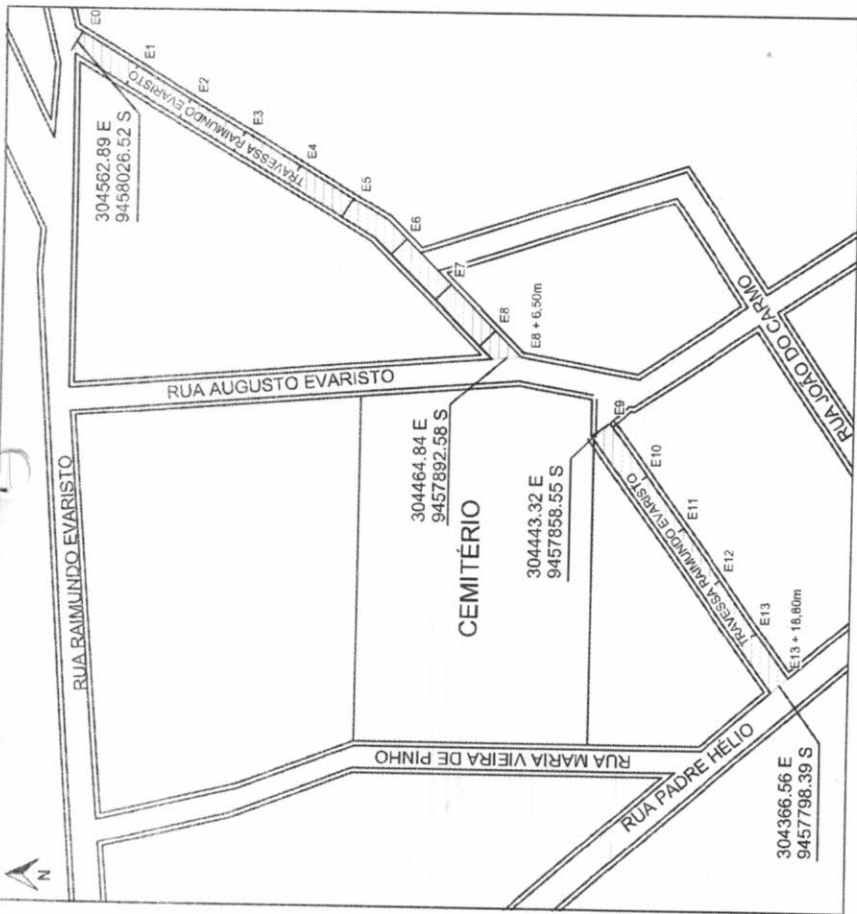 E0
304562.89 E
9458026.52 S
E1
E2
E3
E4
TRAVESSA RAIMUNDO EVARISTO
E5
E6
E7
E8
E8 + 6,50m
RUA AUGUSTO EVARISTO
RUA RAIMUNDO EVARISTO
304464.84 E
9457892.58 S
CEMITÉRIO
304443.32 E
9457858.55 S
E9
E10
E11
E12
E13
E13 + 18,80m
TRAVESSA RAIMUNDO EVARISTO
RUA JOÃO DO CARMO
RUA MARIA VIEIRA DE PINHO
RUA PADRE HÉLIO
304366.56 E
9457798.39 S
N